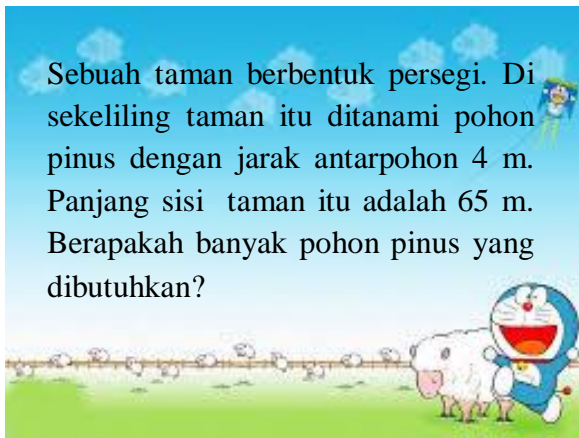 Sebuah taman berbentuk persegi. Di
sekeliling taman itu ditanami pohon
pinus dengan jarak antarpohon 4 m.
Panjang sisi taman itu adalah 65 m.
Berapakah banyak pohon pinus yang
dibutuhkan?